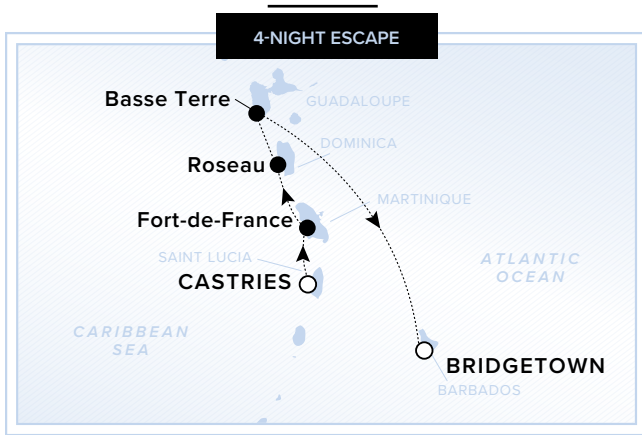 4-NIGHT ESCAPE
Basse Terre
GUADALOUPE
DOMINICA
Roseau
MARTINIQUE
Fort-de-France
SAINT LUCIA
CASTRIES
ATLANTIC
OCEAN
CARIBBEAN
SEA
BRIDGETOWN
BARBADOS